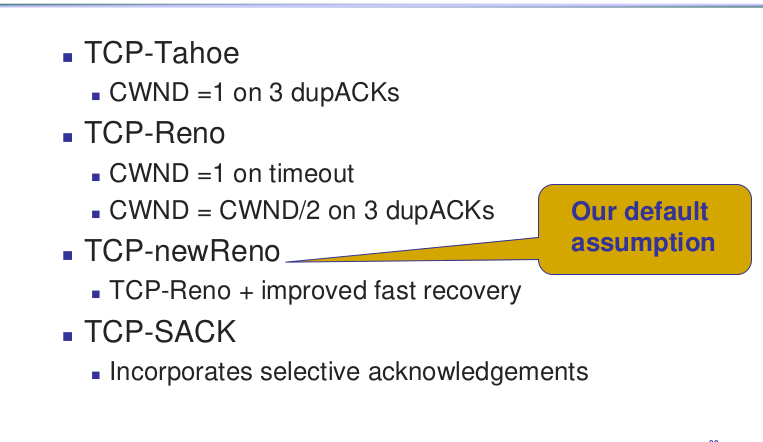 TCP-Tahoe
CWND =1 on 3 dupACKs
TCP-Reno
CWND =1 on timeout
CWND = CWND/2 on 3 dupACKs
Our default
assumption
TCP-newReno
TCP-Reno + improved fast recovery
TCP-SACK
Incorporates selective acknowledgements